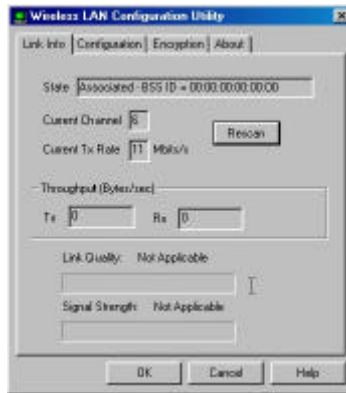 Wireless LAN Configuration Utility
Link Info Configuration Encryption About
State Associated - BSS ID = 00:00:00:00:00:00
Current Channel 6
Rescan
Current Tx Rate 11 Mbits/s
Throughput (Bytes/sec)
Tx 0 Rx 0
Link Quality: Not Applicable
Signal Strength: Not Applicable
OK Cancel Help